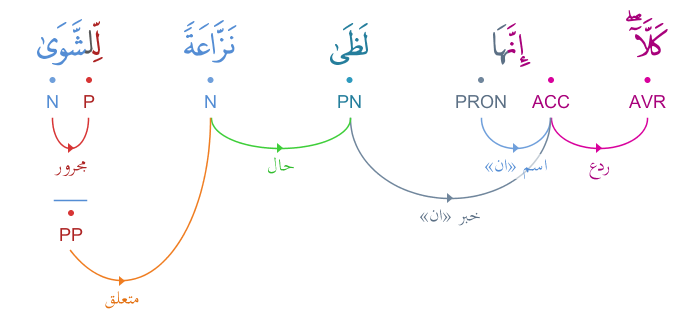 كَلَّآ ۖ إِنَّهَا لَظَىٰ نَزَّاعَةً لِّلشَّوَىٰ
AVR ACC PRON PN N P N
ردع اسم «ان» حال مجرور
خبر «ان»
PP
متعلق